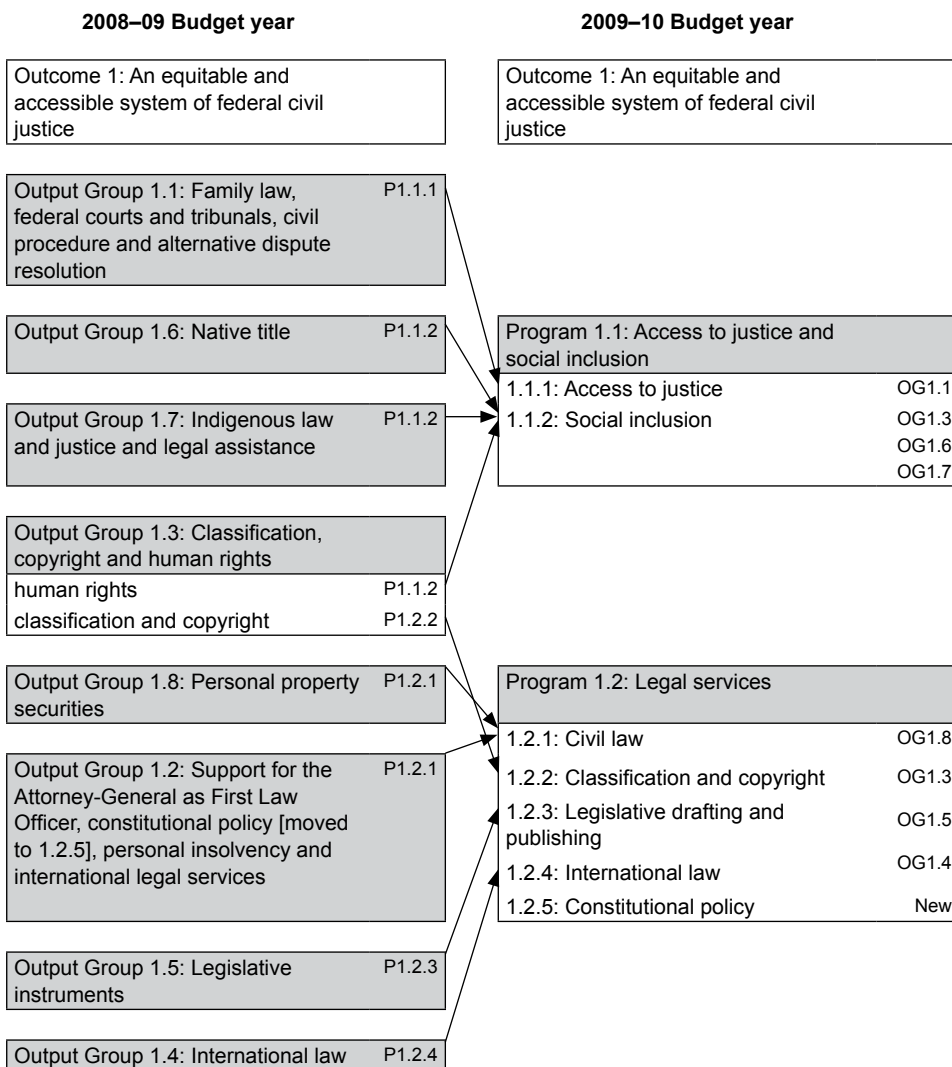 2008–09 Budget year
2009–10 Budget year
Outcome 1: An equitable and
accessible system of federal civil
justice
Outcome 1: An equitable and
accessible system of federal civil
justice
Output Group 1.1: Family law, P1.1.1
federal courts and tribunals, civil
procedure and alternative dispute
resolution
Output Group 1.6: Native title P1.1.2
Output Group 1.7: Indigenous law P1.1.2
and justice and legal assistance
Output Group 1.3: Classification,
copyright and human rights
human rights P1.1.2
classification and copyright P1.2.2
Output Group 1.8: Personal property P1.2.1
securities
Output Group 1.2: Support for the P1.2.1
Attorney-General as First Law
Officer, constitutional policy [moved
to 1.2.5], personal insolvency and
international legal services
Output Group 1.5: Legislative P1.2.3
instruments
Output Group 1.4: International law P1.2.4
Program 1.1: Access to justice and
social inclusion
1.1.1: Access to justice OG1.1
1.1.2: Social inclusion OG1.3
OG1.6
OG1.7
Program 1.2: Legal services
1.2.1: Civil law OG1.8
1.2.2: Classification and copyright OG1.3
1.2.3: Legislative drafting and OG1.5
publishing
1.2.4: International law OG1.4
1.2.5: Constitutional policy New